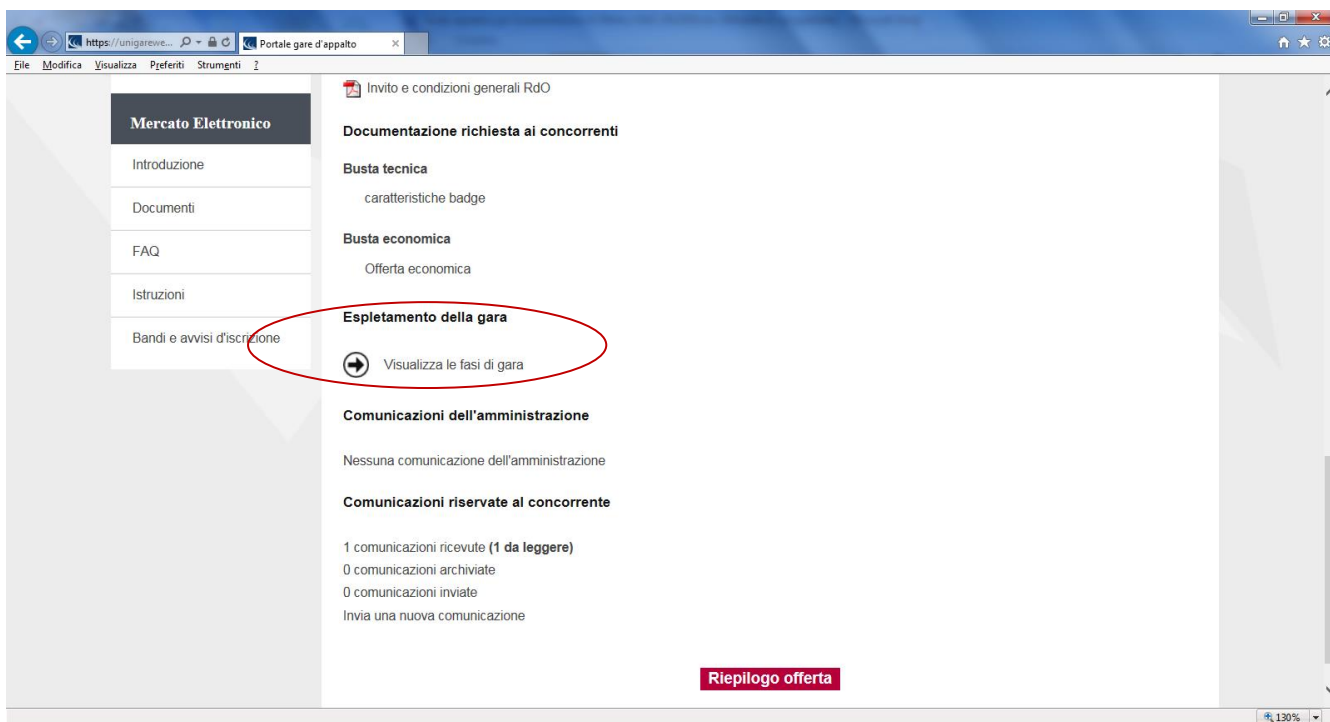 https://unigarewe...
Portale gare d'appalto
File Modifica Visualizza Preferiti Strumenti ?
Invito e condizioni generali RdO
Mercato Elettronico
Introduzione
Documenti
FAQ
Istruzioni
Bandi e avvisi d'iscrizione
Documentazione richiesta ai concorrenti
Busta tecnica
caratteristiche badge
Busta economica
Offerta economica
Espletamento della gara
Visualizza le fasi di gara
Comunicazioni dell'amministrazione
Nessuna comunicazione dell'amministrazione
Comunicazioni riservate al concorrente
1 comunicazioni ricevute (1 da leggere)
0 comunicazioni archiviate
0 comunicazioni inviate
Invia una nuova comunicazione
Riepilogo offerta
130%